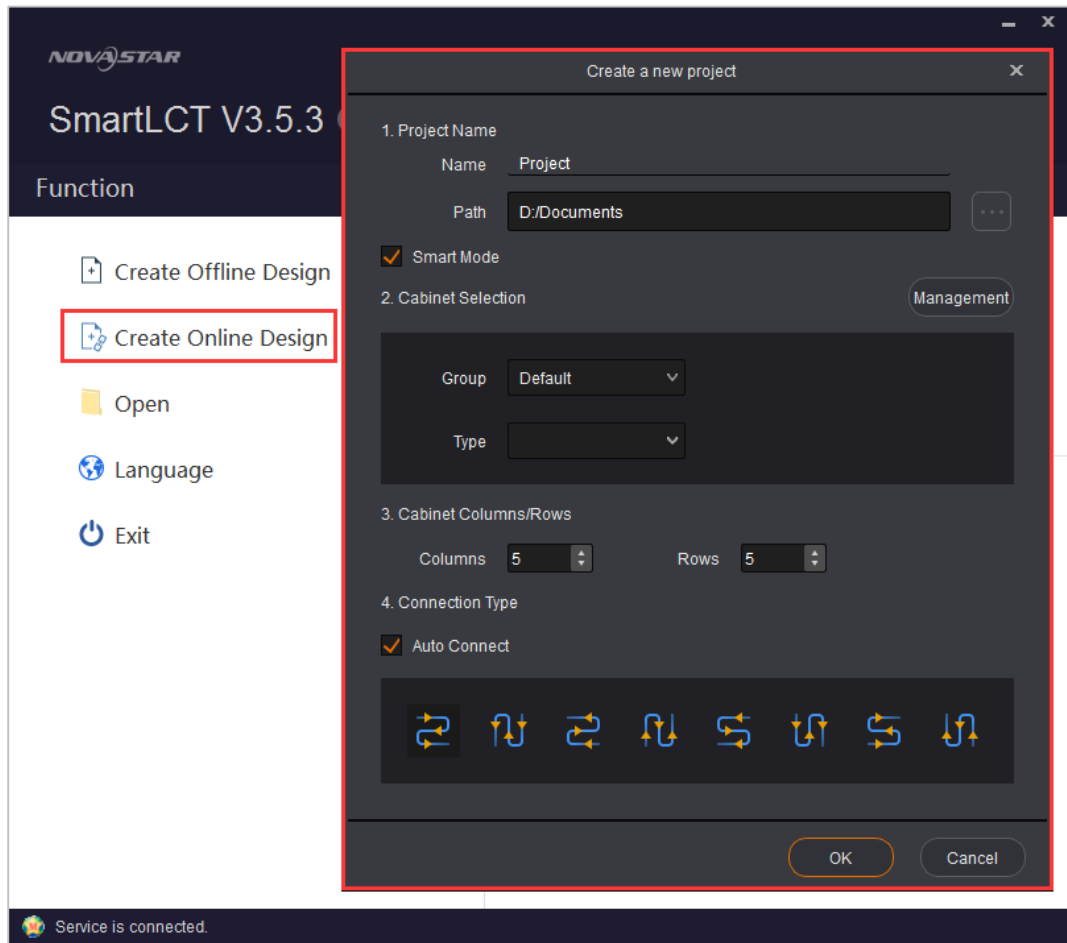 NOVASTAR
SmartLCT V3.5.3
Function
Create Offline Design
Create Online Design
Open
Language
Exit
Create a new project
1. Project Name
Name Project
Path D:/Documents
Smart Mode
2. Cabinet Selection Management
Group Default
Type
3. Cabinet Columns/Rows
Columns 5 Rows 5
4. Connection Type
Auto Connect
OK Cancel
Service is connected.